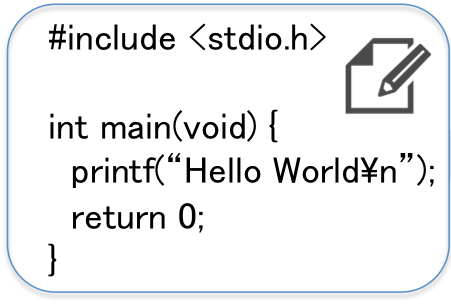 #include <stdio.h>
int main(void) {
printf(“Hello World¥n”);
return 0;
}